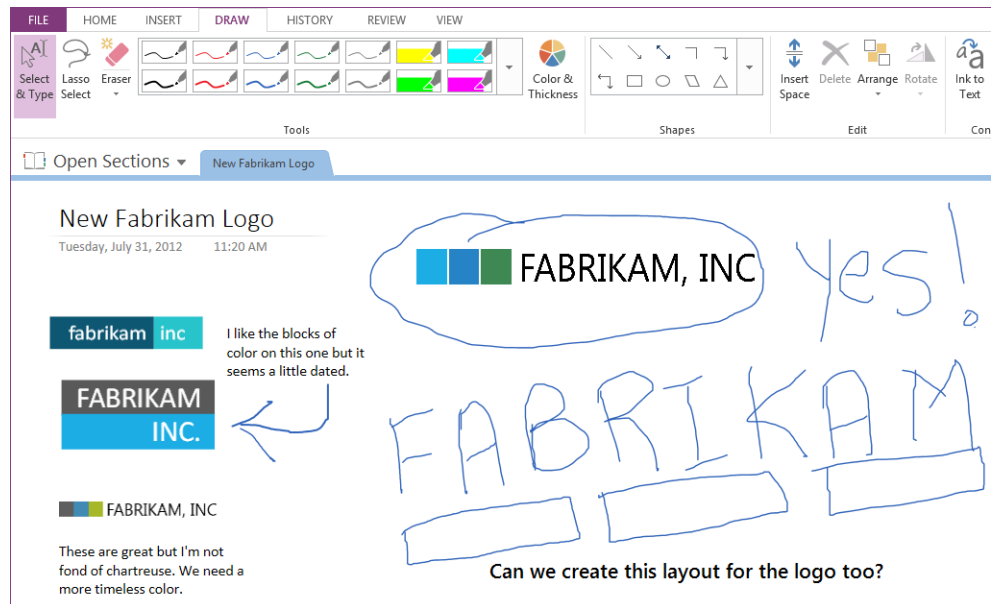 FILE HOME INSERT DRAW HISTORY REVIEW VIEW
Select & Type
Lasso Select
Eraser
Color & Thickness
Insert Space
Delete
Arrange
Rotate
Ink to Text
Tools
Shapes
Edit
Con
Open Sections
New Fabrikam Logo
New Fabrikam Logo
Tuesday, July 31, 2012 11:20 AM
FABRIKAM, INC
yes!
fabrikam inc
I like the blocks of
color on this one but it
seems a little dated.
FABRIKAM
INC.
FABRIKAM
FABRIKAM, INC
These are great but I'm not
fond of chartreuse. We need a
more timeless color.
Can we create this layout for the logo too?